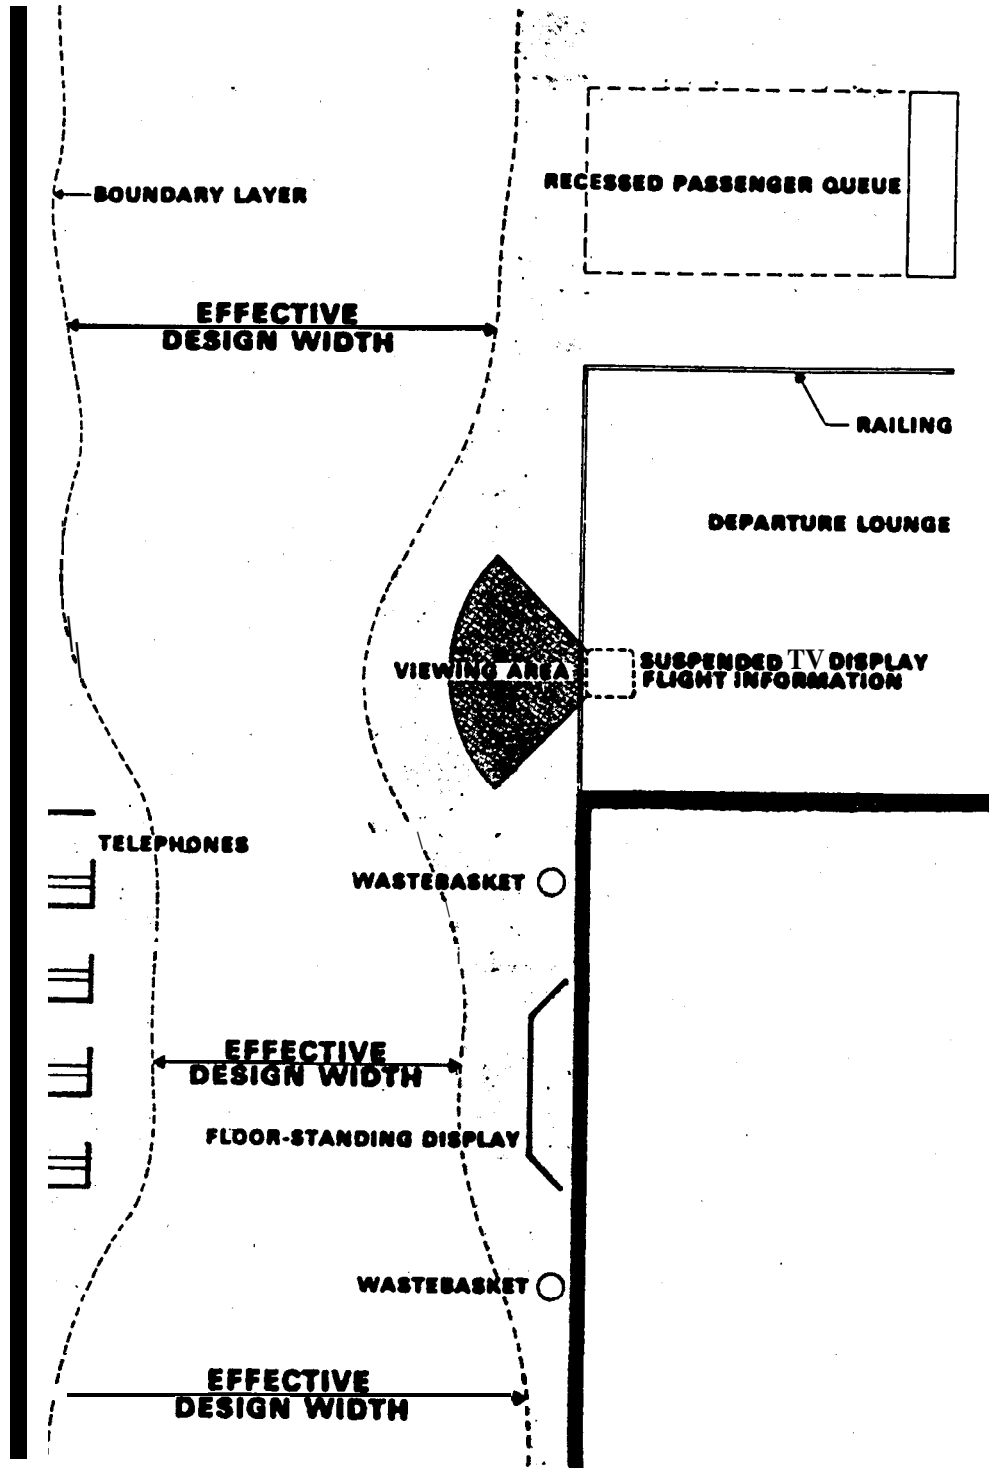 RECESSED PASSENGER QUEUE
BOUNDARY LAYER
EFFECTIVE
DESIGN WIDTH
RAILING
DEPARTURE LOUNGE
VIEWING AREA
SUSPENDED TV DISPLAY
FLIGHT INFORMATION
TELEPHONES
WASTEBASKET
EFFECTIVE
DESIGN WIDTH
FLOOR-STANDING DISPLAY
WASTEBASKET
EFFECTIVE
DESIGN WIDTH